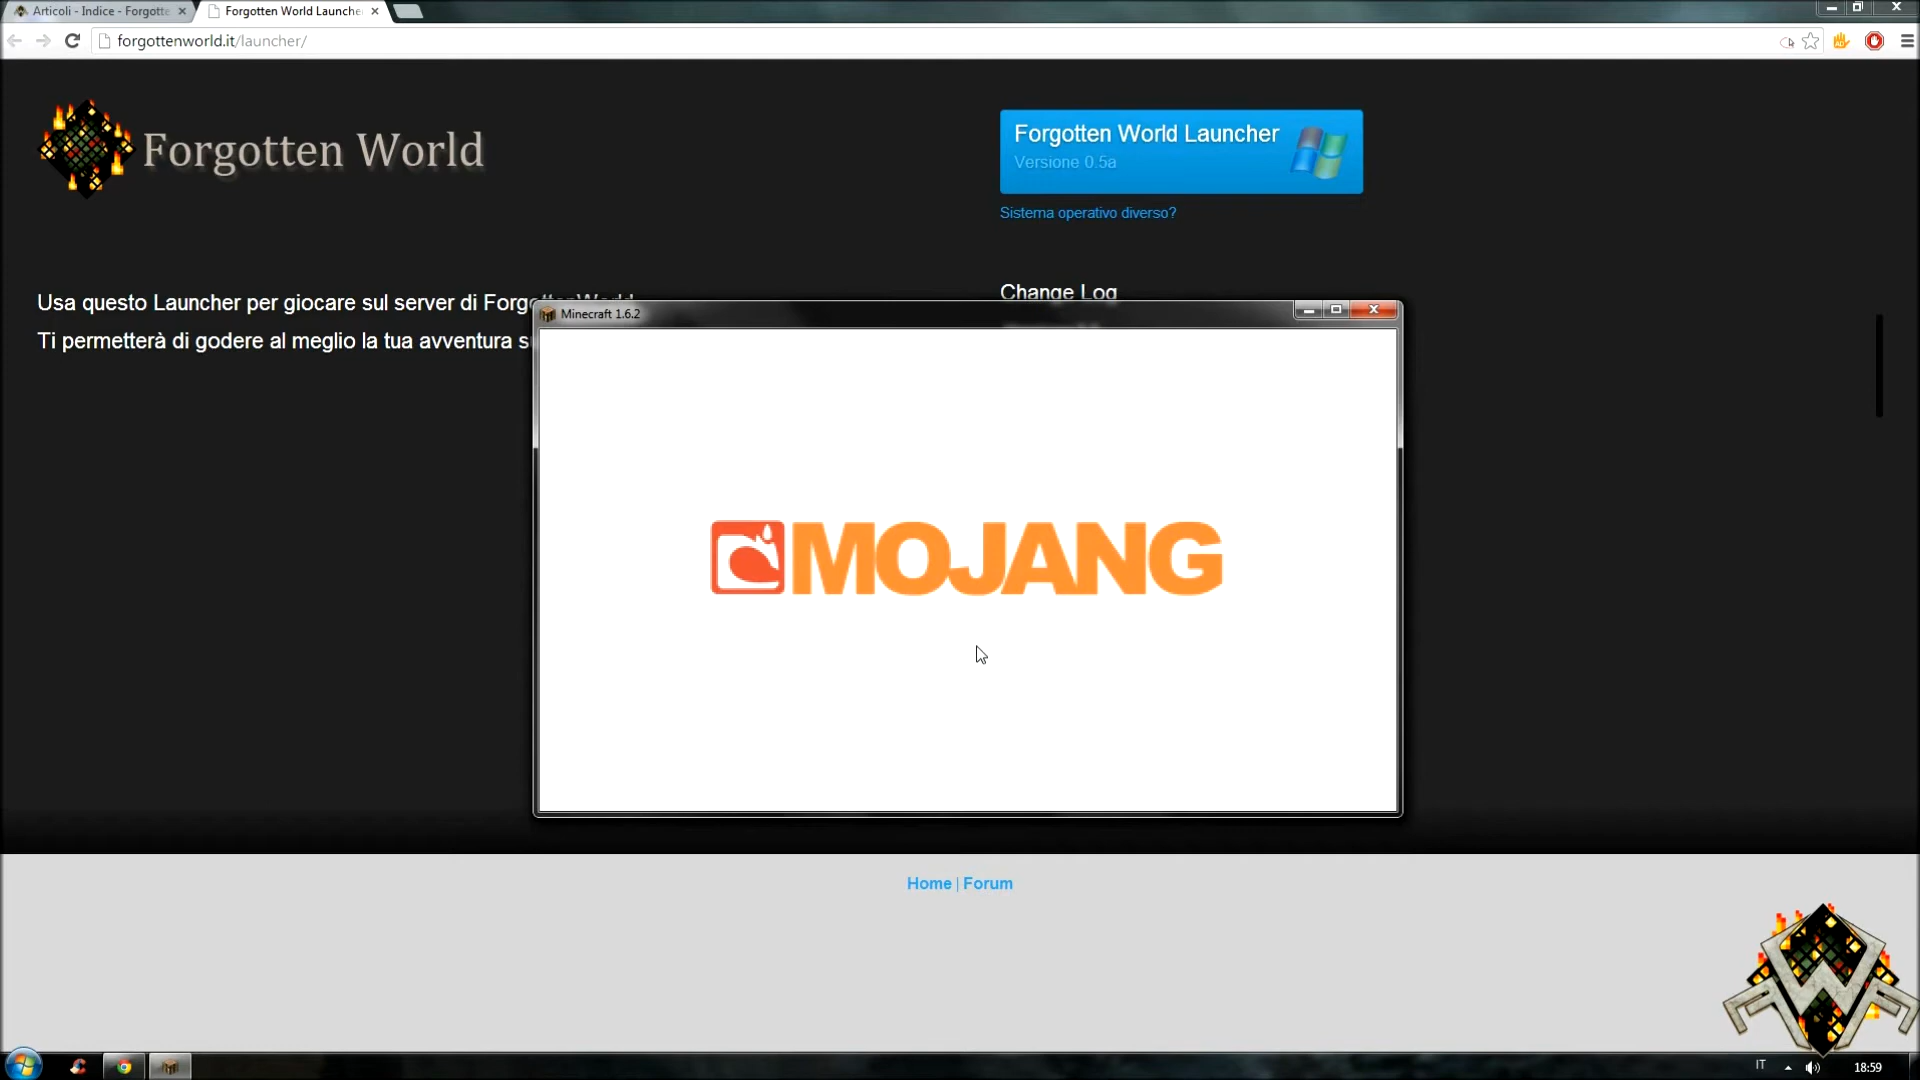 Articoli - Indice - Forgotte
Forgotten World Launche
forgottenworld.it/launcher/
Forgotten World
Forgotten World Launcher
Versione 0.5a
Sistema operativo diverso?
Usa questo Launcher per giocare sul server di ForgottenWorld
Change Log
Ti permetterà di godere al meglio la tua avventura s
Minecraft 1.6.2
MOJANG
Home | Forum
IT
18:59